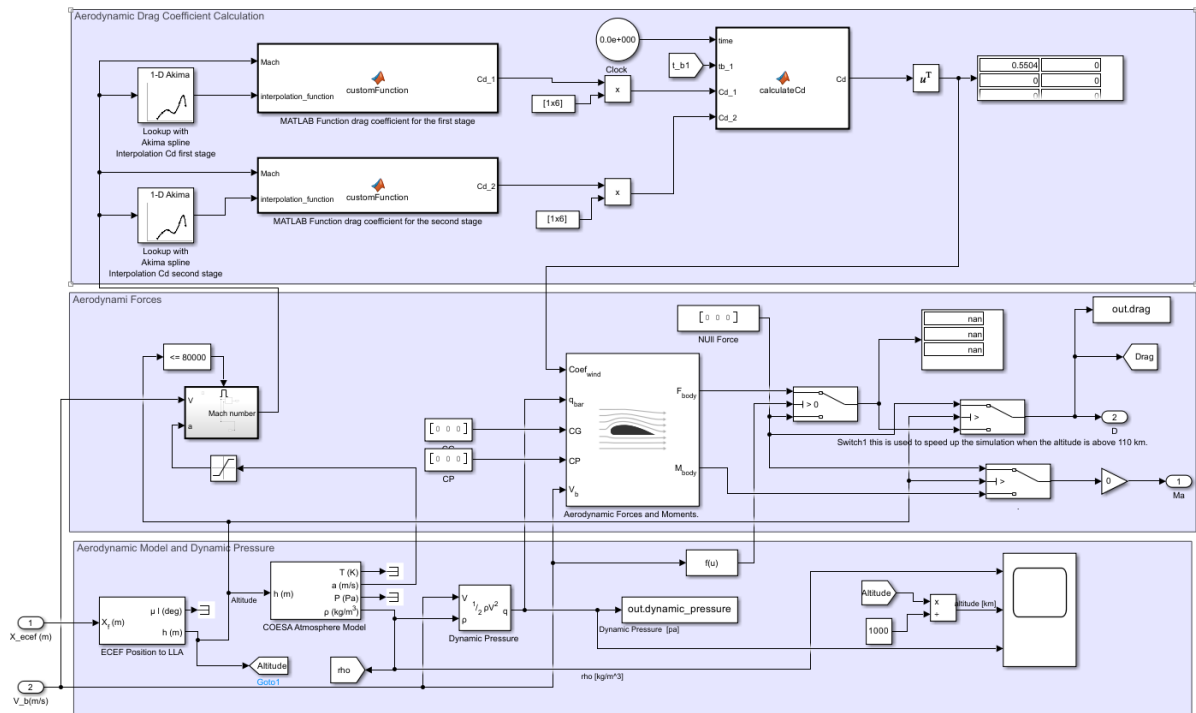 Aerodynamic Drag Coefficient Calculation
Mach
interpolation_function
customFunction
Cd_1
MATLAB Function drag coefficient for the first stage
1-D Akima
Lookup with
Akima spline
Interpolation Cd first stage
0.0e+000
Clock
t_b1
[1x6]
x
time
tb_1
Cd_1
Cd_2
calculateCd
Cd
uT
0.5504 0
0 0
Mach
interpolation_function
customFunction
Cd_2
MATLAB Function drag coefficient for the second stage
1-D Akima
Lookup with
Akima spline
Interpolation Cd second stage
x
[1x6]
Aerodynami Forces
<= 80000
V
a
Mach number
[0 0 0]
NUll Force
nan
nan
nan
out.drag
Drag
2
D
Coef wind
q bar
CG
CP
V b
F body
M body
Aerodynamic Forces and Moments.
[0 0 0]
[0 0 0]
CP
> 0
>
Switch1 this is used to speed up the simulation when the altitude is above 110 km.
>
0
1
Ma
Aerodynamic Model and Dynamic Pressure
1
X_ecef (m)
X f (m)
μ l (deg)
h (m)
ECEF Position to LLA
Altitude
Altitude
Goto1
h (m)
T (K)
a (m/s)
P (Pa)
ρ (kg/m3)
COESA Atmosphere Model
V
ρ
1/2 ρV2
q
Dynamic Pressure
f(u)
out.dynamic_pressure
Dynamic Pressure [pa]
Altitude
1000
x
÷
altitude [km]
rho
rho [kg/m^3]
2
V_b(m/s)